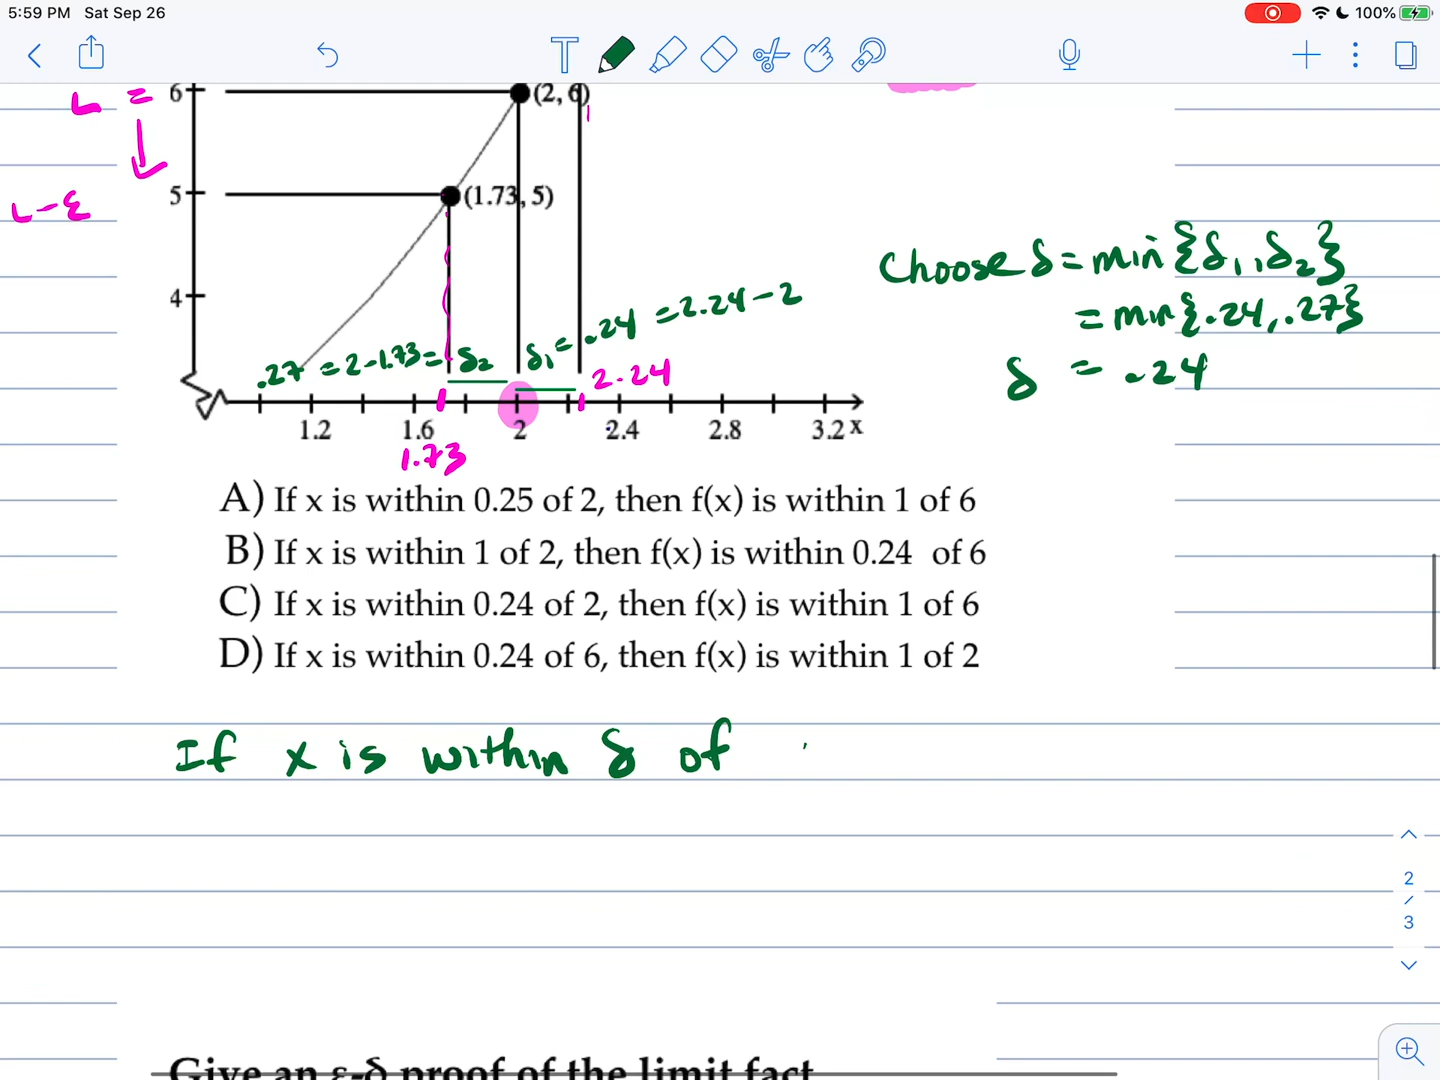 5:59 PM Sat Sep 26
100%
L =
6
(2, 6)
5
(1.73, 5)
L-ε
4
Choose δ = min {δ₁, δ₂}
= min {.24, .27}
δ = .24
.27 = 2-1.73 = δ₂
δ₁ = .24 = 2.24-2
2.24
1.2 1.6 2 2.4 2.8 3.2 x
1.73
A) If x is within 0.25 of 2, then f(x) is within 1 of 6
B) If x is within 1 of 2, then f(x) is within 0.24 of 6
C) If x is within 0.24 of 2, then f(x) is within 1 of 6
D) If x is within 0.24 of 6, then f(x) is within 1 of 2
If x is within δ of
2
/
3
Give an ε-δ proof of the limit fact